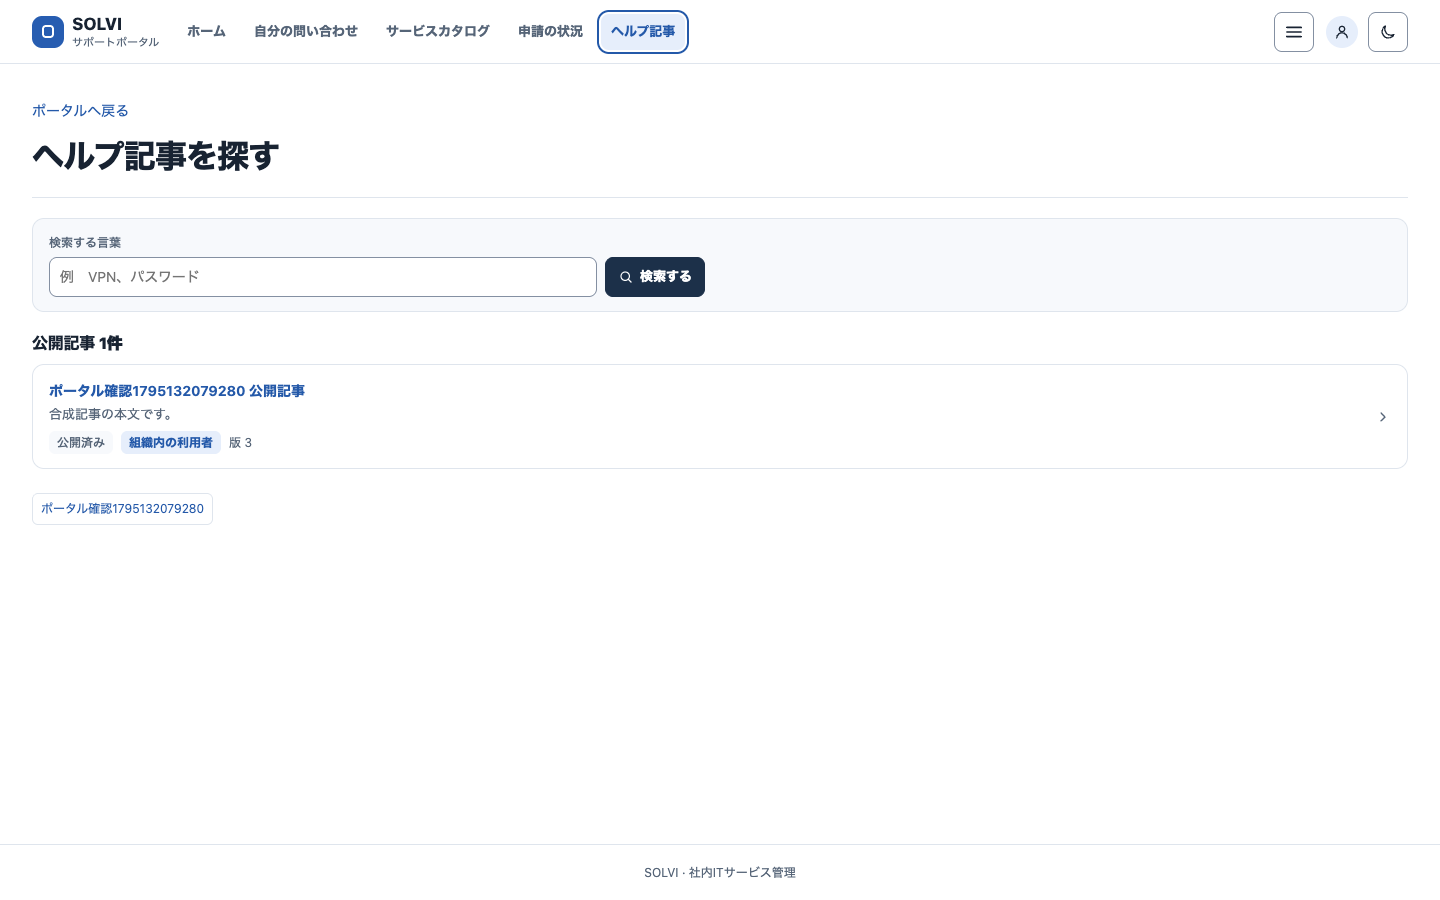 SOLVI
サポートポータル
ホーム
自分の問い合わせ
サービスカタログ
申請の状況
ヘルプ記事
ポータルへ戻る
ヘルプ記事を探す
検索する言葉
例　VPN、パスワード
検索する
公開記事 1件
ポータル確認1795132079280 公開記事
合成記事の本文です。
公開済み 組織内の利用者 版 3
ポータル確認1795132079280
SOLVI · 社内ITサービス管理